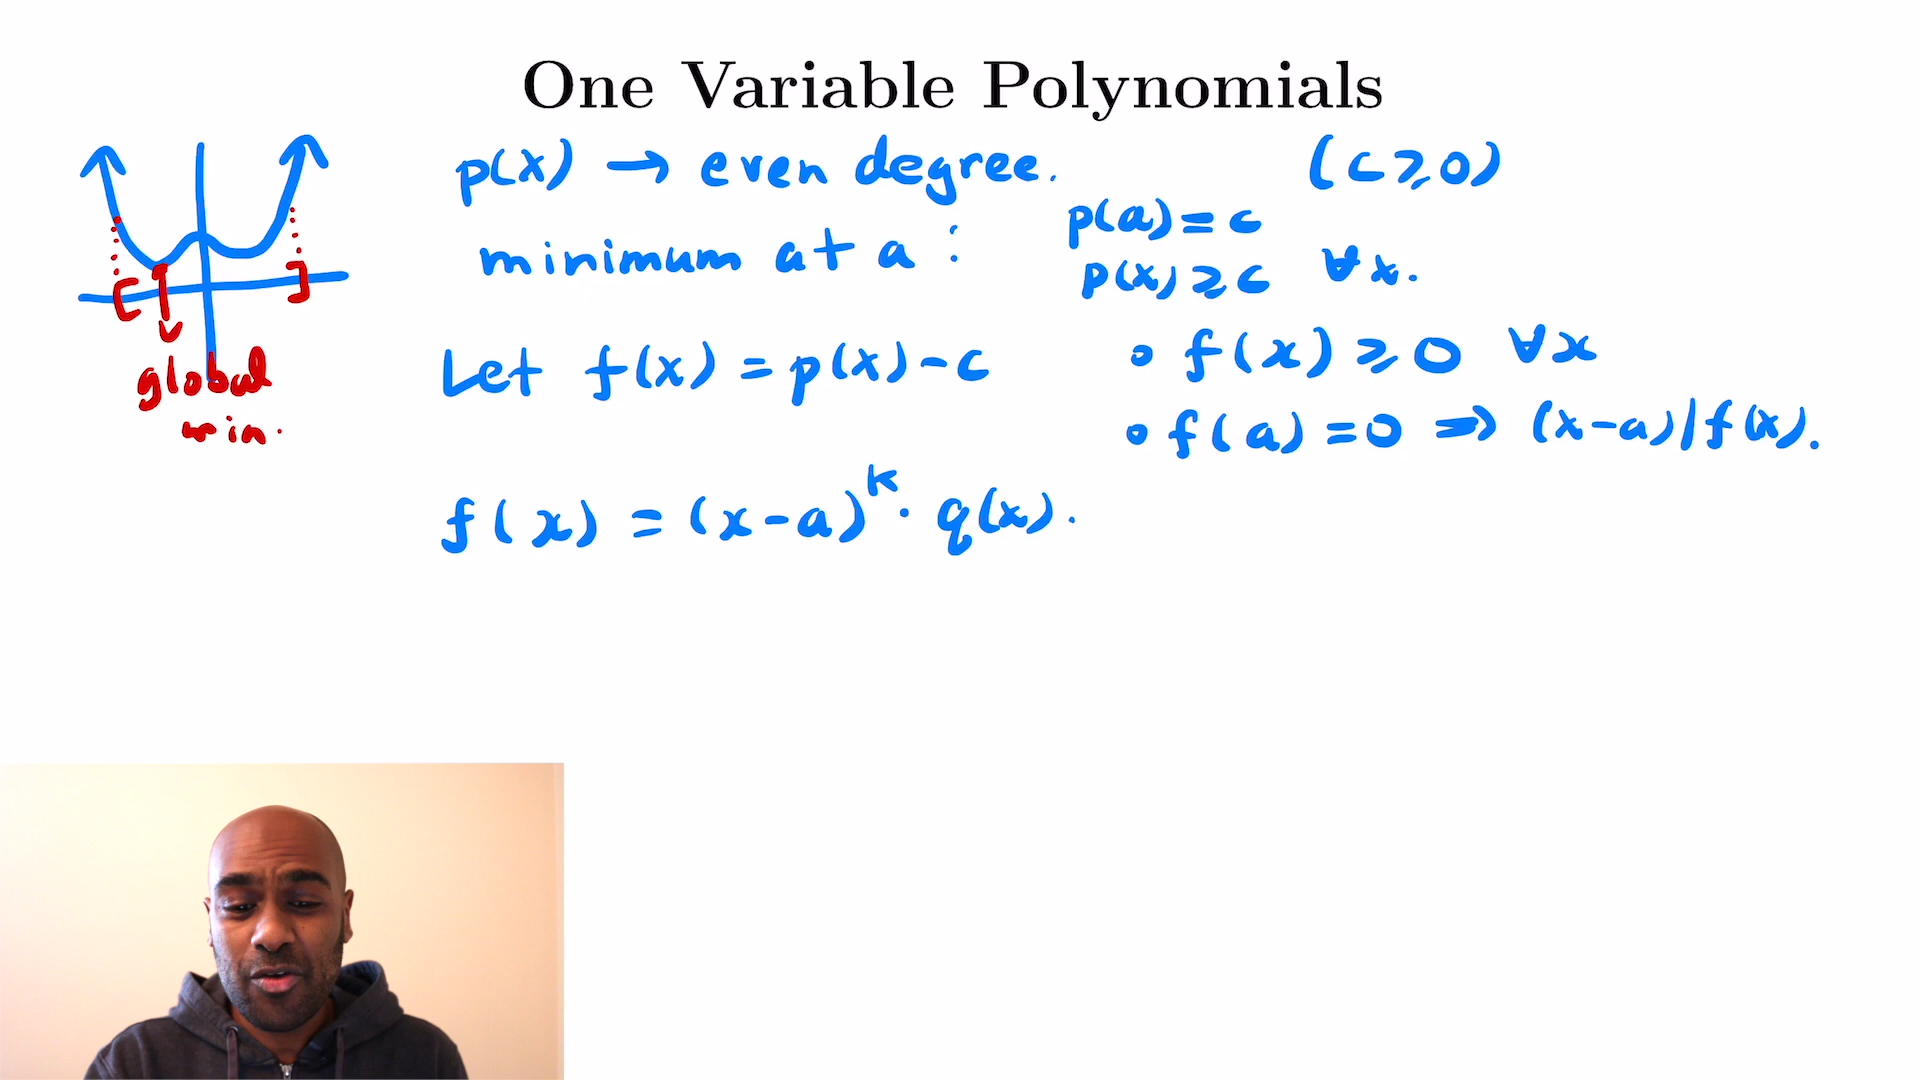 One Variable Polynomials
p(x) → even degree. (c ⩾ 0)
minimum at a : p(a) = c
p(x) ⩾ c ∀ x.
global
min.
Let f(x) = p(x) - c
∘ f(x) ⩾ 0 ∀x
∘ f(a) = 0 ⇒ (x-a) | f(x).
f(x) = (x-a)^k · q(x).